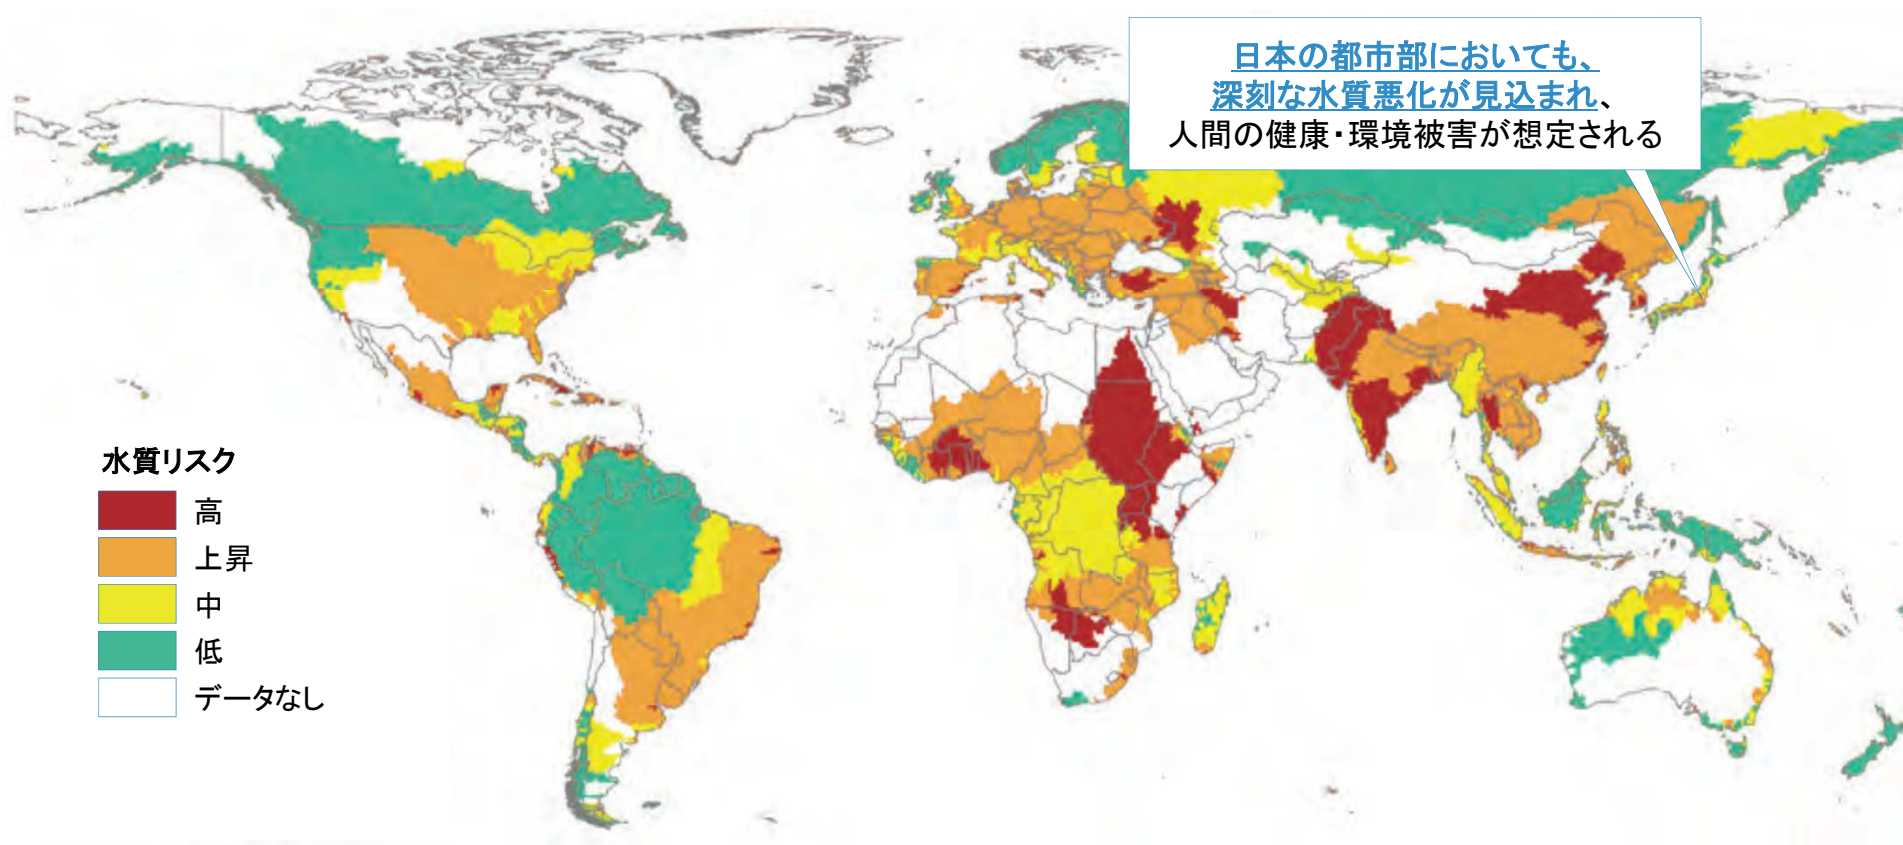 日本の都市部においても、
深刻な水質悪化が見込まれ、
人間の健康・環境被害が想定される
水質リスク
高
上昇
中
低
データなし